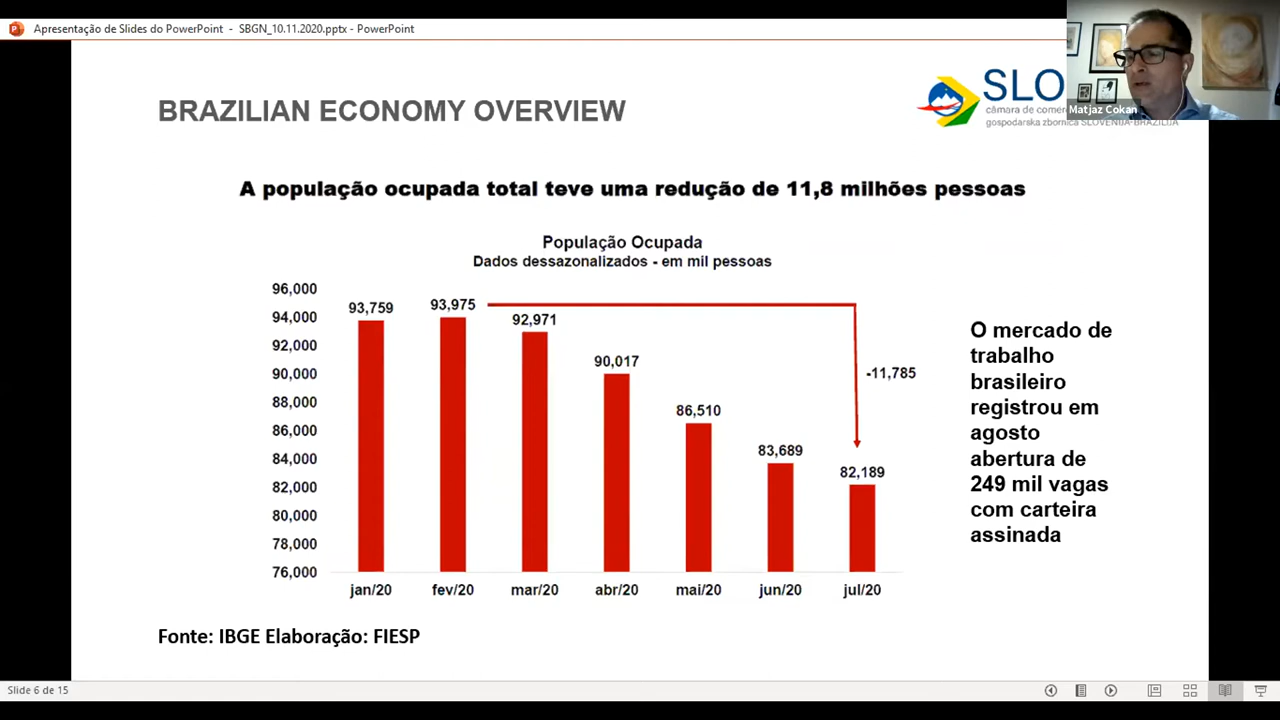 Apresentação de Slides do PowerPoint - SBGN_10.11.2020.pptx - PowerPoint
BRAZILIAN ECONOMY OVERVIEW
SLO
câmara de comer
gospodarska zbornica SLOVENIJA-BRAZILIJA
Matjaz Cokan
A população ocupada total teve uma redução de 11,8 milhões pessoas
População Ocupada
Dados dessazonalizados - em mil pessoas
96,000
94,000
92,000
90,000
88,000
86,000
84,000
82,000
80,000
78,000
76,000
93,759
93,975
92,971
90,017
86,510
83,689
82,189
-11,785
jan/20 fev/20 mar/20 abr/20 mai/20 jun/20 jul/20
O mercado de
trabalho
brasileiro
registrou em
agosto
abertura de
249 mil vagas
com carteira
assinada
Fonte: IBGE Elaboração: FIESP
Slide 6 de 15